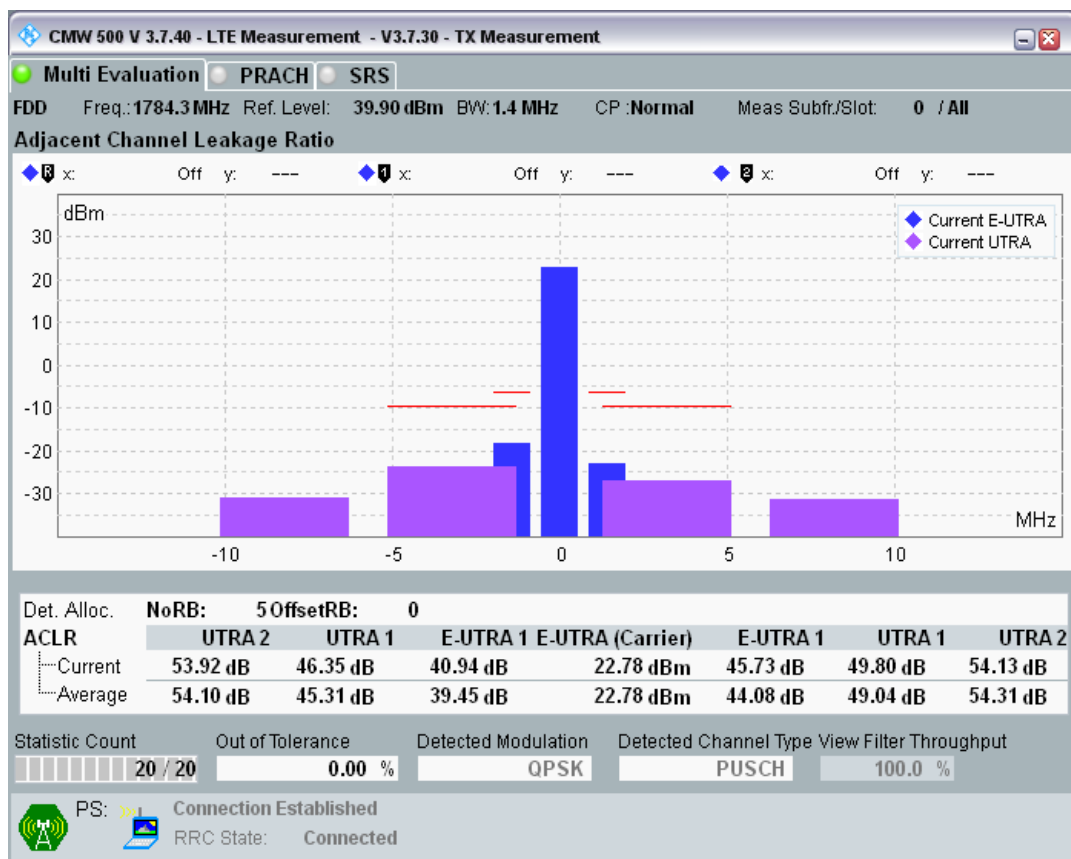 CMW 500 V 3.7.40 - LTE Measurement - V3.7.30 - TX Measurement
Multi Evaluation PRACH SRS
FDD Freq.: 1784.3 MHz Ref. Level: 39.90 dBm BW: 1.4 MHz CP :Normal Meas Subfr./Slot: 0 / All
Adjacent Channel Leakage Ratio
R x: Off y: --- 1 x: Off y: --- 2 x: Off y: ---
dBm
Current E-UTRA
Current UTRA
30
20
10
0
-10
-20
-30
MHz
-10 -5 0 5 10
Det. Alloc. NoRB: 5 OffsetRB: 0
ACLR UTRA 2 UTRA 1 E-UTRA 1 E-UTRA (Carrier) E-UTRA 1 UTRA 1 UTRA 2
Current 53.92 dB 46.35 dB 40.94 dB 22.78 dBm 45.73 dB 49.80 dB 54.13 dB
Average 54.10 dB 45.31 dB 39.45 dB 22.78 dBm 44.08 dB 49.04 dB 54.31 dB
Statistic Count Out of Tolerance Detected Modulation Detected Channel Type View Filter Throughput
20 / 20 0.00 % QPSK PUSCH 100.0 %
PS: Connection Established
RRC State: Connected